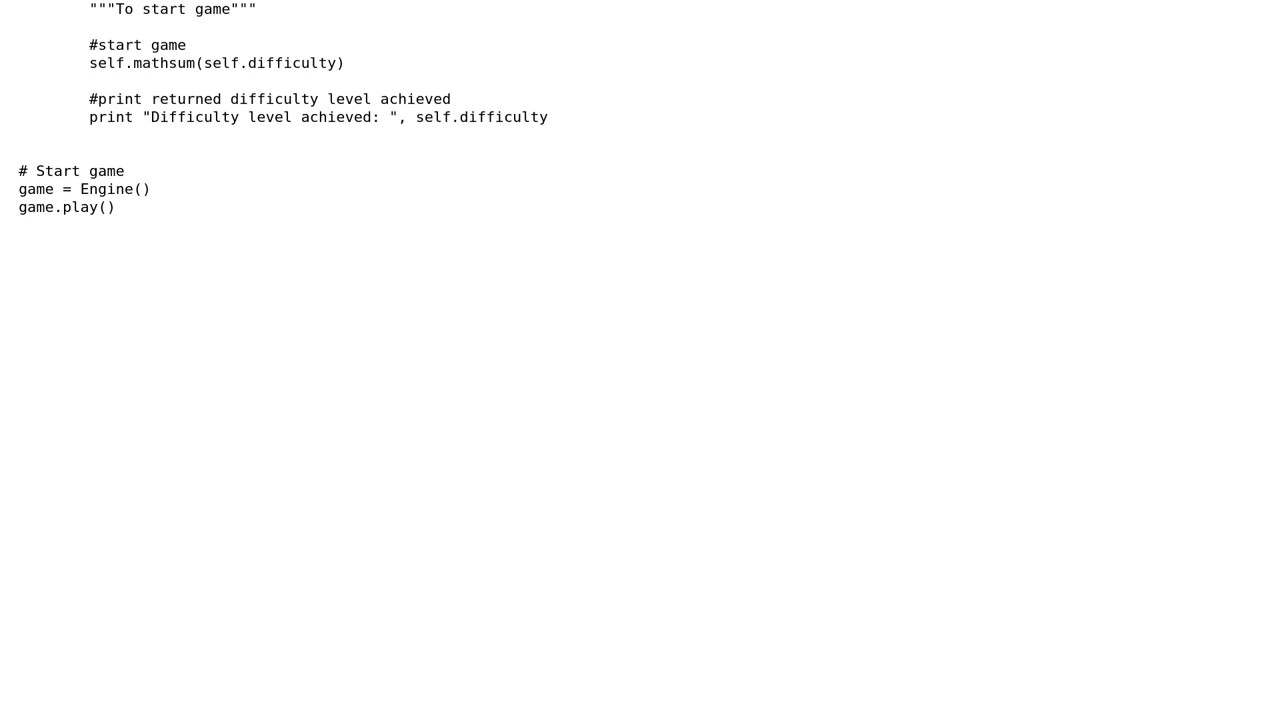 """To start game"""
#start game
self.mathsum(self.difficulty)
#print returned difficulty level achieved
print "Difficulty level achieved: ", self.difficulty
# Start game
game = Engine()
game.play()